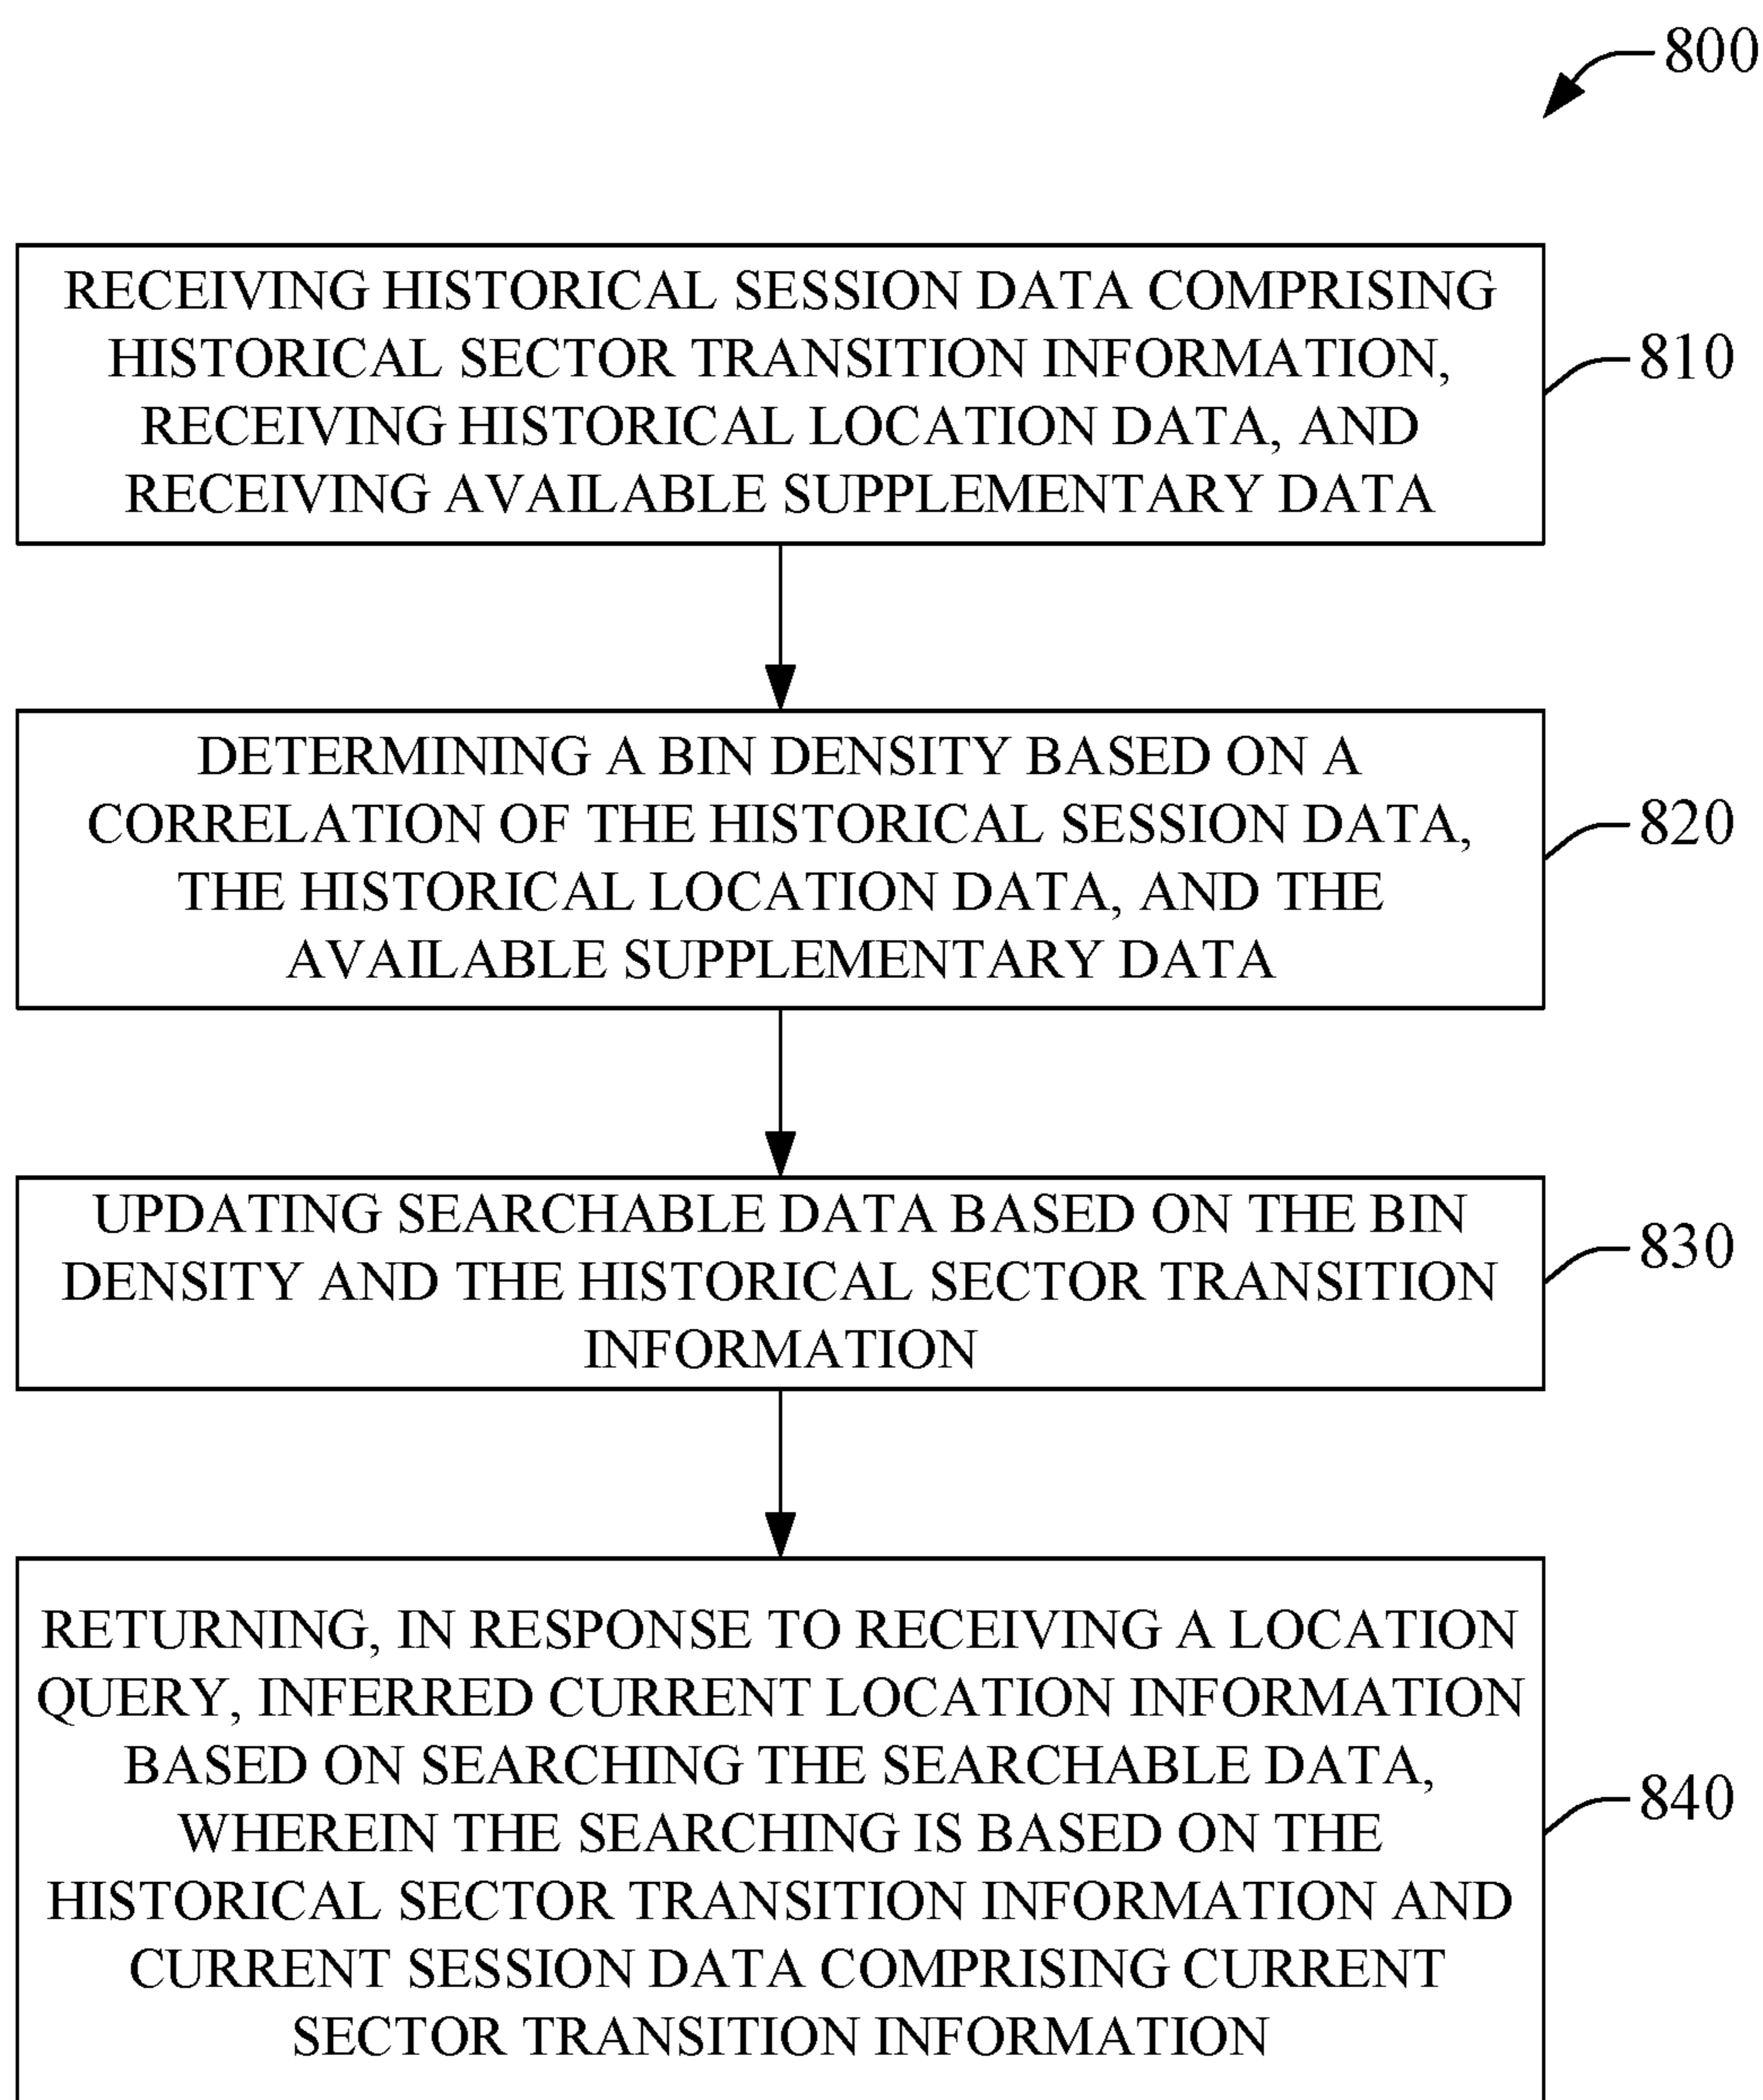 800
RECEIVING HISTORICAL SESSION DATA COMPRISING
HISTORICAL SECTOR TRANSITION INFORMATION,
RECEIVING HISTORICAL LOCATION DATA, AND
RECEIVING AVAILABLE SUPPLEMENTARY DATA
810
DETERMINING A BIN DENSITY BASED ON A
CORRELATION OF THE HISTORICAL SESSION DATA,
THE HISTORICAL LOCATION DATA, AND THE
AVAILABLE SUPPLEMENTARY DATA
820
UPDATING SEARCHABLE DATA BASED ON THE BIN
DENSITY AND THE HISTORICAL SECTOR TRANSITION
INFORMATION
830
RETURNING, IN RESPONSE TO RECEIVING A LOCATION
QUERY, INFERRED CURRENT LOCATION INFORMATION
BASED ON SEARCHING THE SEARCHABLE DATA,
WHEREIN THE SEARCHING IS BASED ON THE
HISTORICAL SECTOR TRANSITION INFORMATION AND
CURRENT SESSION DATA COMPRISING CURRENT
SECTOR TRANSITION INFORMATION
840